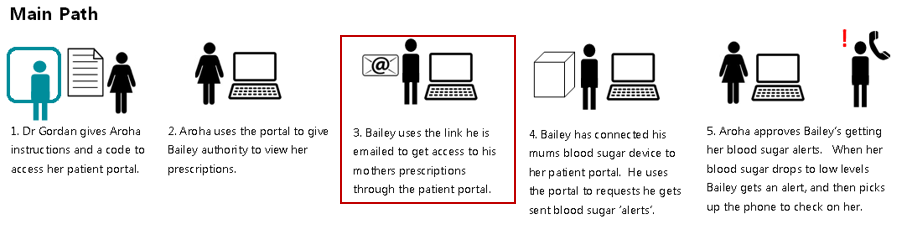 Main Path
@
!
1. Dr Gordan gives Aroha
instructions and a code to
access her patient portal.
2. Aroha uses the portal to give
Bailey authority to view her
prescriptions.
3. Bailey uses the link he is
emailed to get access to his
mothers prescriptions
through the patient portal.
4. Bailey has connected his
mums blood sugar device to
her patient portal.  He uses
the portal to requests he gets
sent blood sugar ‘alerts’.
5. Aroha approves Bailey’s getting
her blood sugar alerts.   When her
blood sugar drops to low levels
Bailey gets an alert, and then picks
up the phone to check on her.